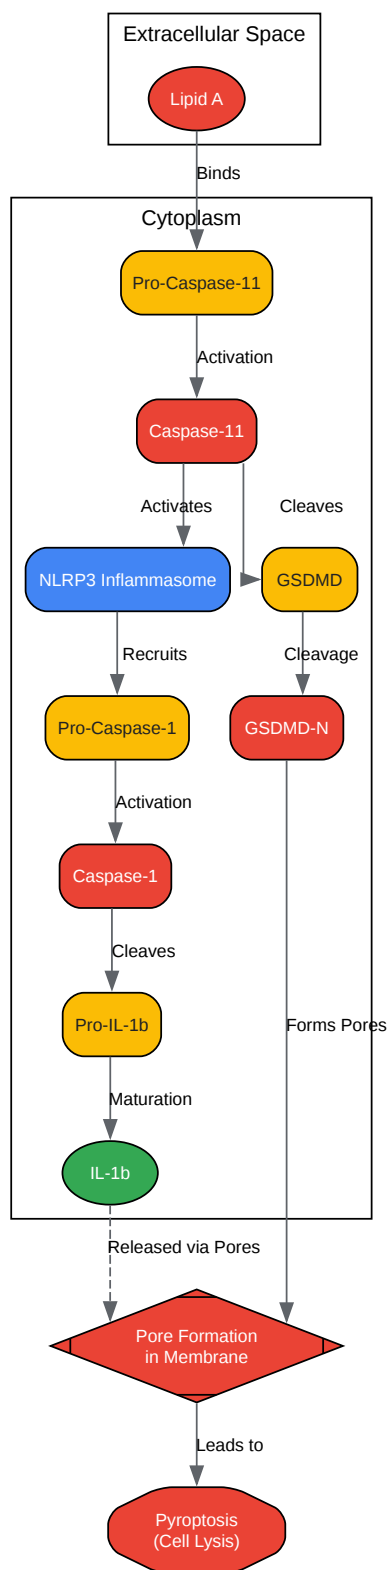 Extracellular Space
Lipid A
Binds
Cytoplasm
Pro-Caspase-11
Activation
Caspase-11
Activates
Cleaves
NLRP3 Inflammasome
GSDMD
Recruits
Cleavage
Pro-Caspase-1
GSDMD-N
Activation
Caspase-1
Cleaves
Pro-IL-1b
Forms Pores
Maturation
IL-1b
Released via Pores
Pore Formation
in Membrane
Leads to
Pyroptosis
(Cell Lysis)